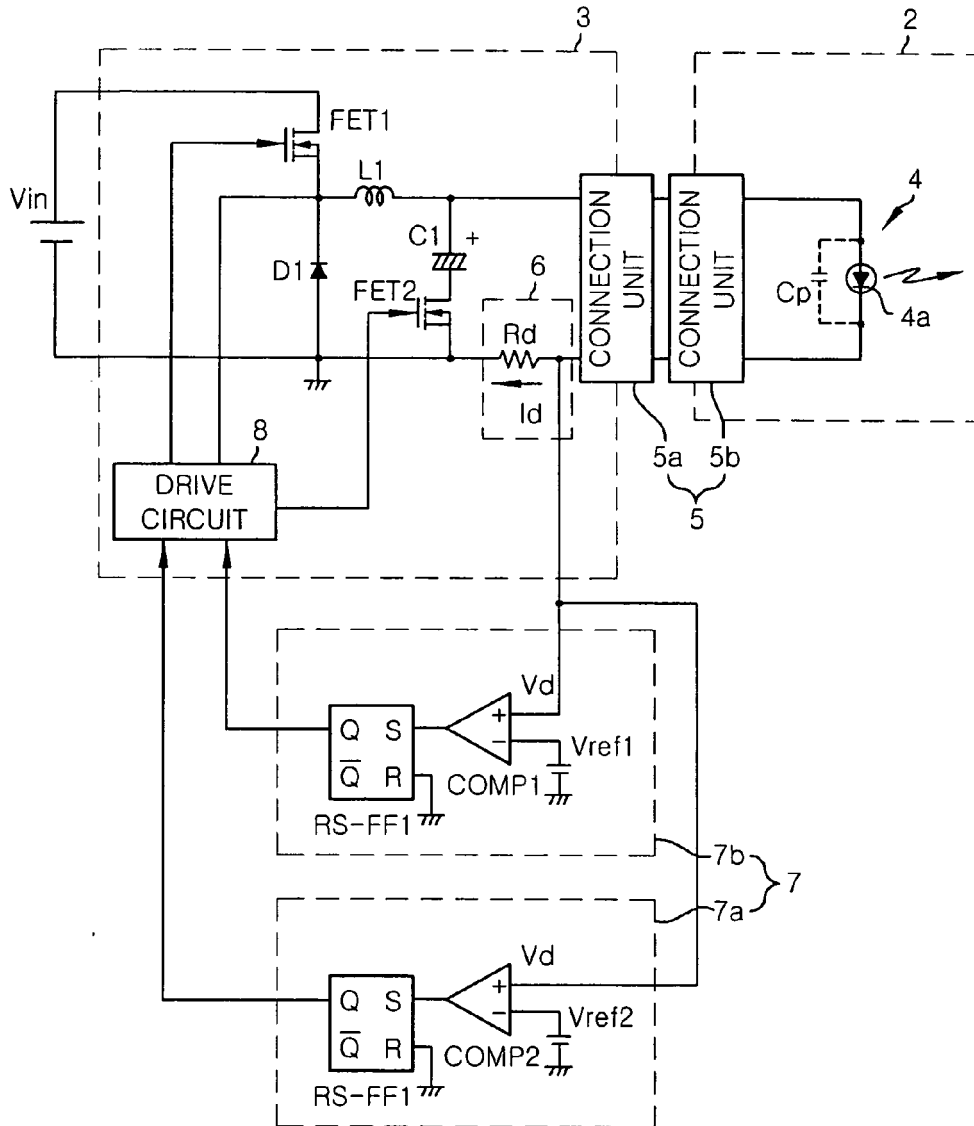 3
2
FET1
L1
Vin
C1
+
D1
FET2
6
Rd
Id
CONNECTION
UNIT
CONNECTION
UNIT
4
Cp
4a
5a
5b
5
8
DRIVE
CIRCUIT
Vd
Q S
+
−
Vref1
Q̅ R
COMP1
RS-FF1
7b
7
7a
Vd
Q S
+
−
Vref2
Q̅ R
COMP2
RS-FF1